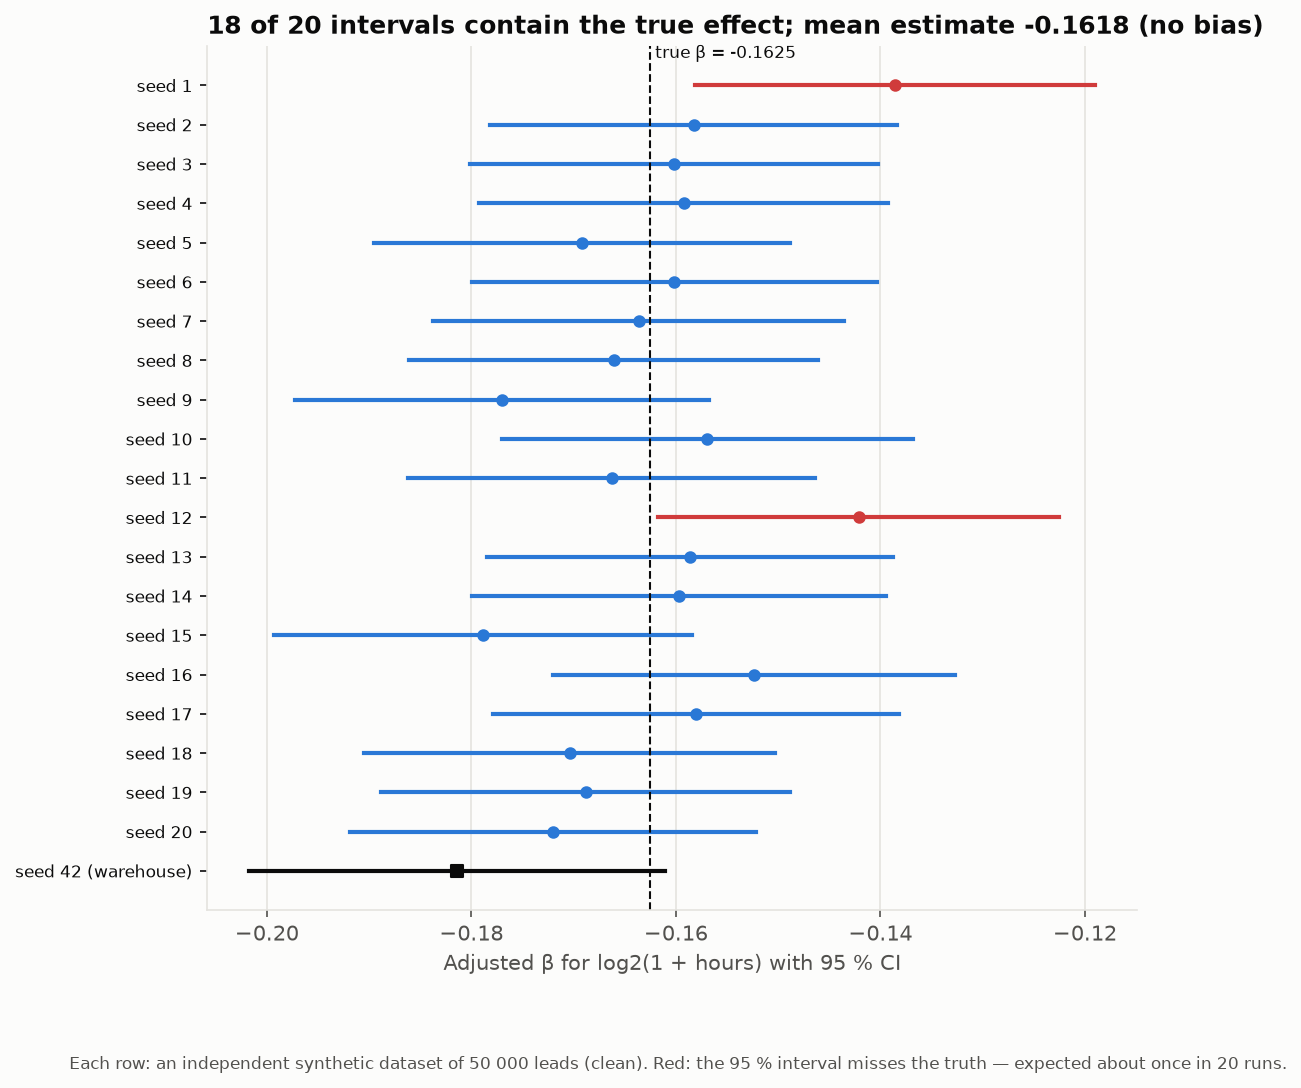 18 of 20 intervals contain the true effect; mean estimate -0.1618 (no bias)
true β = -0.1625
seed 1
seed 2
seed 3
seed 4
seed 5
seed 6
seed 7
seed 8
seed 9
seed 10
seed 11
seed 12
seed 13
seed 14
seed 15
seed 16
seed 17
seed 18
seed 19
seed 20
seed 42 (warehouse)
−0.20 −0.18 −0.16 −0.14 −0.12
Adjusted β for log2(1 + hours) with 95 % CI
Each row: an independent synthetic dataset of 50 000 leads (clean). Red: the 95 % interval misses the truth — expected about once in 20 runs.